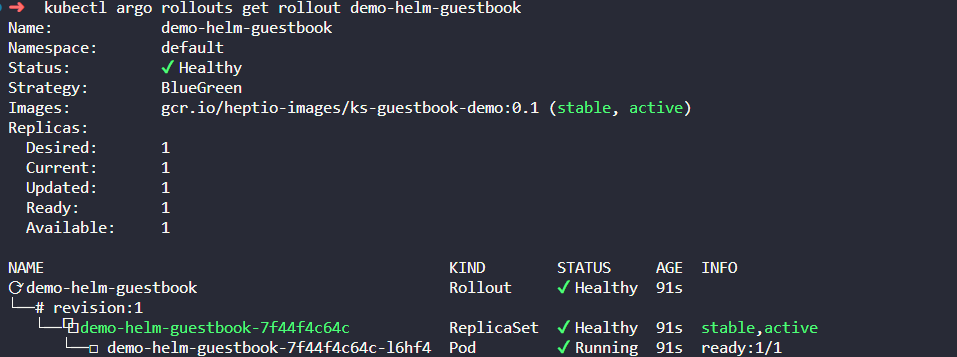 ➜ kubectl argo rollouts get rollout demo-helm-guestbook
Name: demo-helm-guestbook
Namespace: default
Status: ✔ Healthy
Strategy: BlueGreen
Images: gcr.io/heptio-images/ks-guestbook-demo:0.1 (stable, active)
Replicas:
Desired: 1
Current: 1
Updated: 1
Ready: 1
Available: 1
NAME KIND STATUS AGE INFO
⟳ demo-helm-guestbook Rollout ✔ Healthy 91s
└──# revision:1
└──⧉ demo-helm-guestbook-7f44f4c64c ReplicaSet ✔ Healthy 91s stable,active
└──□ demo-helm-guestbook-7f44f4c64c-l6hf4 Pod ✔ Running 91s ready:1/1